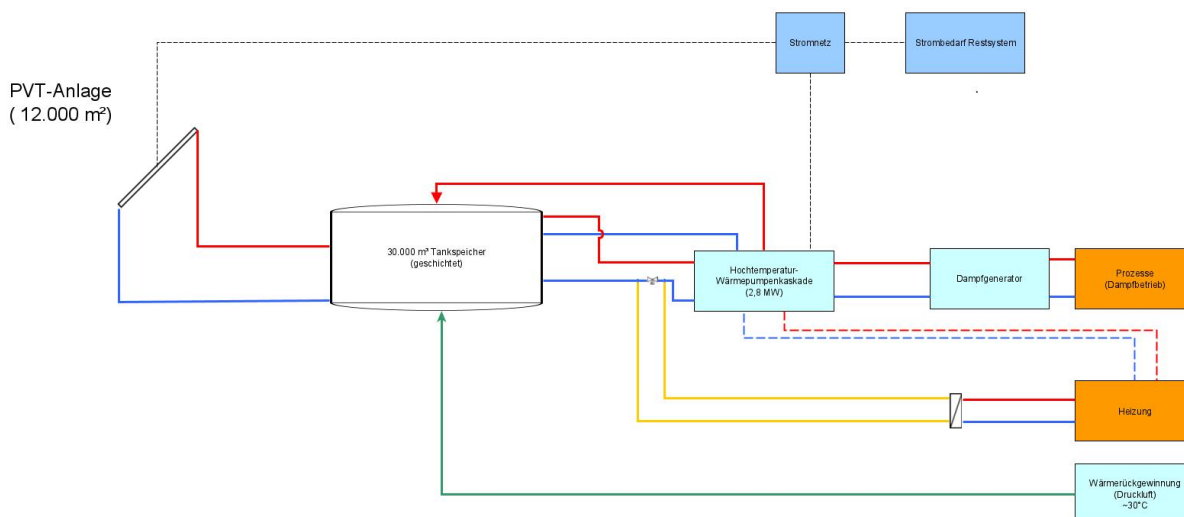 Stromnetz
Strombedarf Restsystem
PVT-Anlage
( 12.000 m²)
30.000 m³ Tankspeicher
(geschichtet)
Hochtemperatur-
Wärmepumpenkaskade
(2,8 MW)
Dampfgenerator
Prozesse
(Dampfbetrieb)
Heizung
Wärmerückgewinnung
(Druckluft)
~30°C